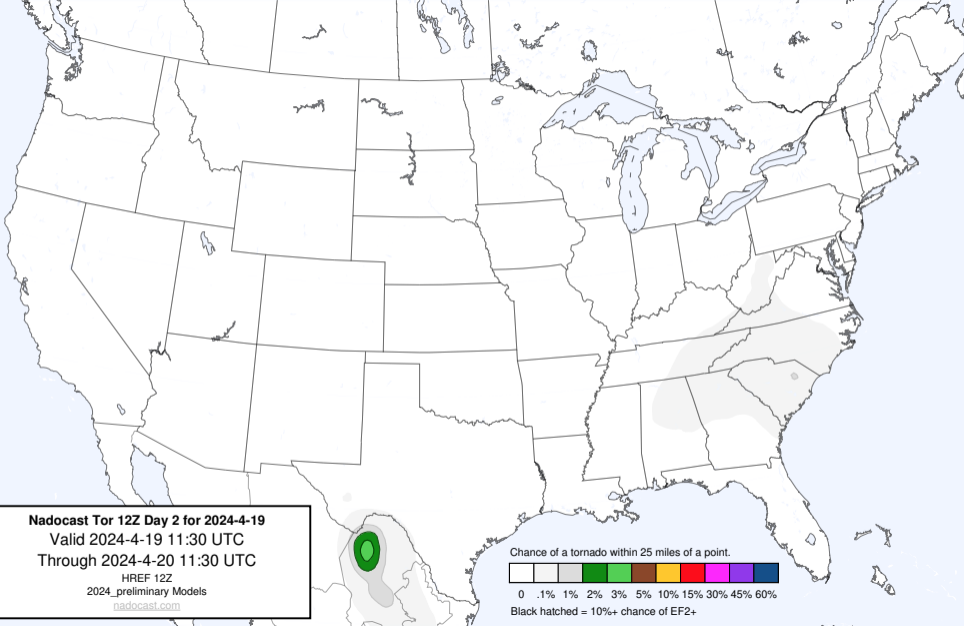 Nadocast Tor 12Z Day 2 for 2024-4-19
Valid 2024-4-19 11:30 UTC
Through 2024-4-20 11:30 UTC
HREF 12Z
2024_preliminary Models
nadocast.com
Chance of a tornado within 25 miles of a point.
0 .1% 1% 2% 3% 5% 10% 15% 30% 45% 60%
Black hatched = 10%+ chance of EF2+